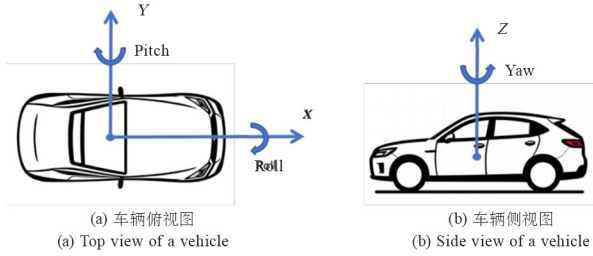 Y
Z
Pitch
Yaw
x
Roll
(a) 车辆俯视图
(b) 车辆侧视图
(a) Top view of a vehicle
(b) Side view of a vehicle